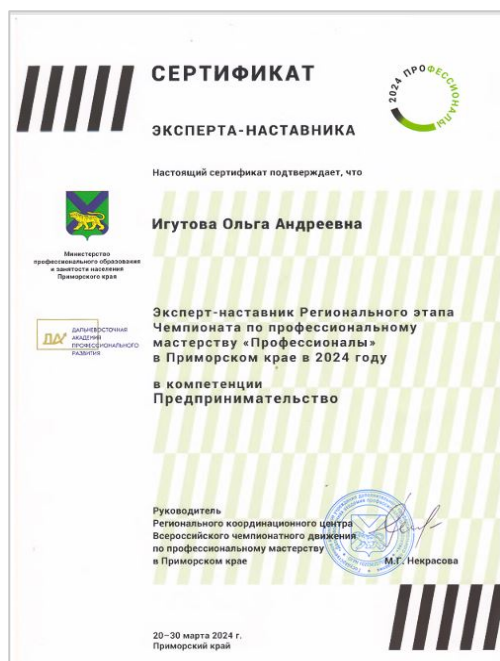 СЕРТИФИКАТ
2024 ПРОФЕССИОНАЛЫ
ЭКСПЕРТА-НАСТАВНИКА
Настоящий сертификат подтверждает, что
Игутова Ольга Андреевна
Министерство
профессионального образования
и занятости населения
Приморского края
Эксперт-наставник Регионального этапа
Чемпионата по профессиональному
мастерству «Профессионалы»
в Приморском крае в 2024 году
ДАЛЬНЕВОСТОЧНАЯ
АКАДЕМИЯ
ПРОФЕССИОНАЛЬНОГО
РАЗВИТИЯ
в компетенции
Предпринимательство
Руководитель
Регионального координационного центра
Всероссийского чемпионатного движения
по профессиональному мастерству
в Приморском крае
М.Г. Некрасова
20–30 марта 2024 г.
Приморский край